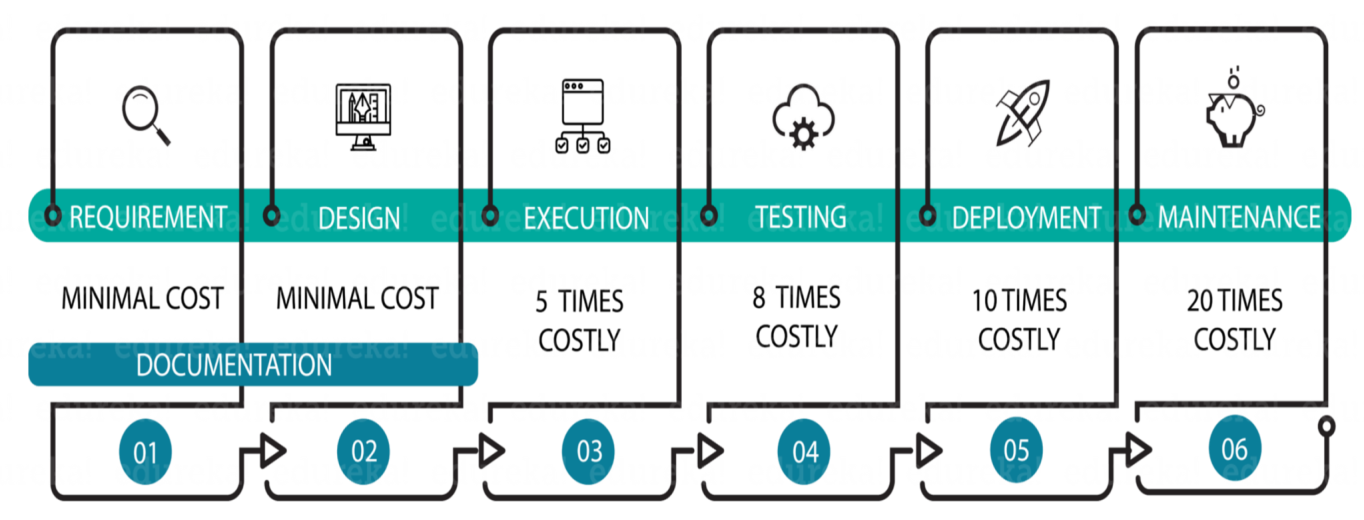 REQUIREMENT DESIGN EXECUTION TESTING DEPLOYMENT MAINTENANCE
MINIMAL COST
MINIMAL COST
5 TIMES
COSTLY
8 TIMES
COSTLY
10 TIMES
COSTLY
20 TIMES
COSTLY
DOCUMENTATION
01 02 03 04 05 06
edureka!